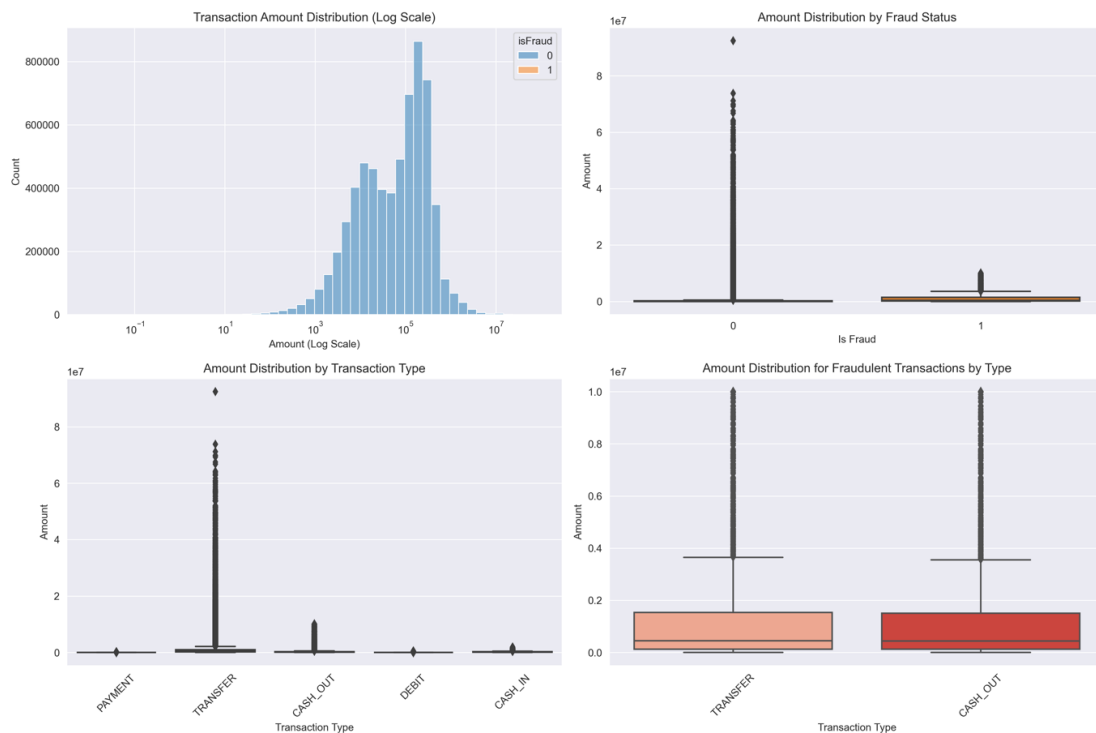 Transaction Amount Distribution (Log Scale)
800000
600000
400000
200000
0
Count
isFraud
0
1
10^-1
10^1
10^3
10^5
10^7
Amount (Log Scale)
Amount Distribution by Fraud Status
1e7
8
6
4
2
0
Amount
0
1
Is Fraud
Amount Distribution by Transaction Type
1e7
8
6
4
2
0
Amount
PAYMENT
TRANSFER
CASH_OUT
DEBIT
CASH_IN
Transaction Type
Amount Distribution for Fraudulent Transactions by Type
1e7
1.0
0.8
0.6
0.4
0.2
0.0
Amount
TRANSFER
CASH_OUT
Transaction Type